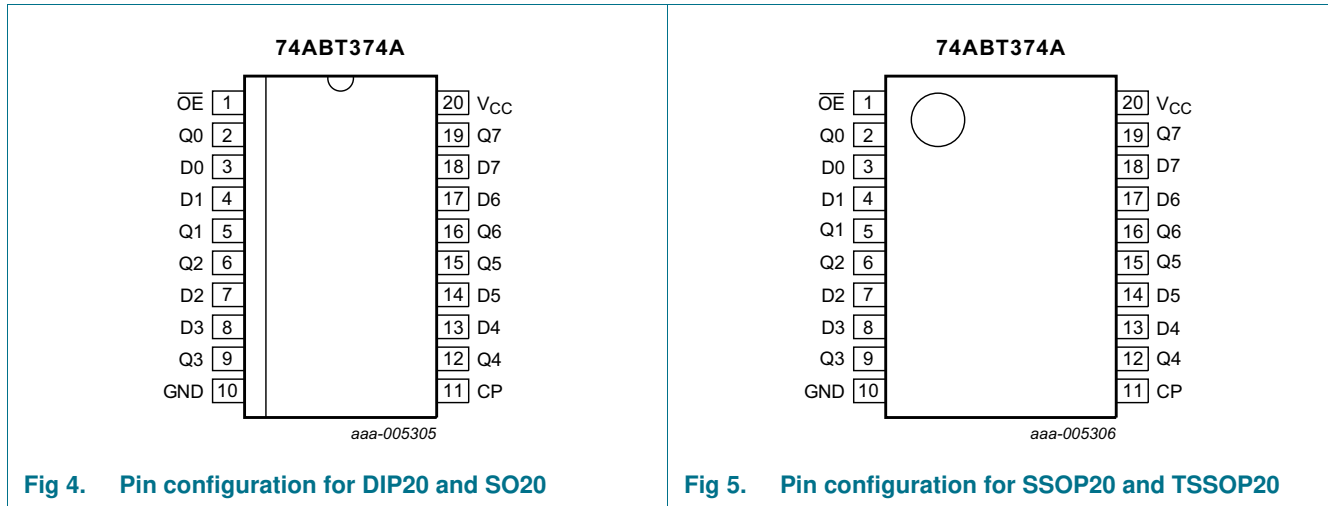 74ABT374A
OE 1 20 VCC
Q0 2 19 Q7
D0 3 18 D7
D1 4 17 D6
Q1 5 16 Q6
Q2 6 15 Q5
D2 7 14 D5
D3 8 13 D4
Q3 9 12 Q4
GND 10 11 CP
aaa-005305
Fig 4. Pin configuration for DIP20 and SO20
74ABT374A
OE 1 20 VCC
Q0 2 19 Q7
D0 3 18 D7
D1 4 17 D6
Q1 5 16 Q6
Q2 6 15 Q5
D2 7 14 D5
D3 8 13 D4
Q3 9 12 Q4
GND 10 11 CP
aaa-005306
Fig 5. Pin configuration for SSOP20 and TSSOP20